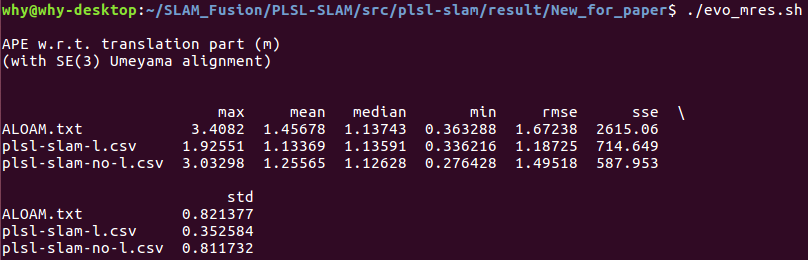 why@why-desktop:~/SLAM_Fusion/PLSL-SLAM/src/plsl-slam/result/New_for_paper$ ./evo_mres.sh
APE w.r.t. translation part (m)
(with SE(3) Umeyama alignment)
max mean median min rmse sse \
ALOAM.txt 3.4082 1.45678 1.13743 0.363288 1.67238 2615.06
plsl-slam-l.csv 1.92551 1.13369 1.13591 0.336216 1.18725 714.649
plsl-slam-no-l.csv 3.03298 1.25565 1.12628 0.276428 1.49518 587.953
std
ALOAM.txt 0.821377
plsl-slam-l.csv 0.352584
plsl-slam-no-l.csv 0.811732